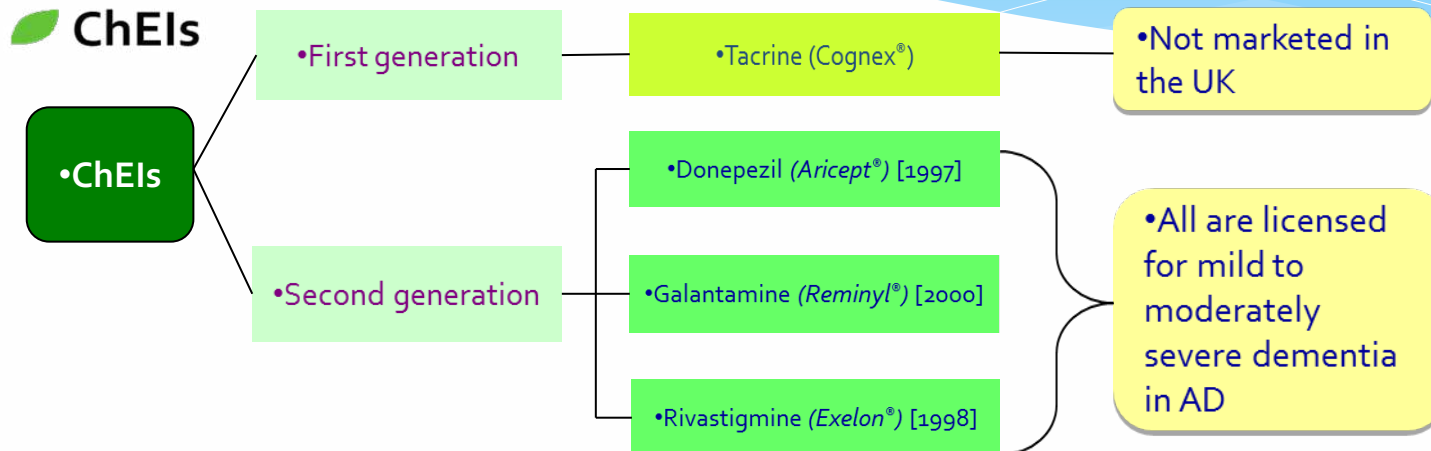 ChEIs
•ChEIs
•First generation
•Tacrine (Cognex®)
•Not marketed in
the UK
•Second generation
•Donepezil (Aricept®) [1997]
•Galantamine (Reminyl®) [2000]
•Rivastigmine (Exelon®) [1998]
•All are licensed
for mild to
moderately
severe dementia
in AD